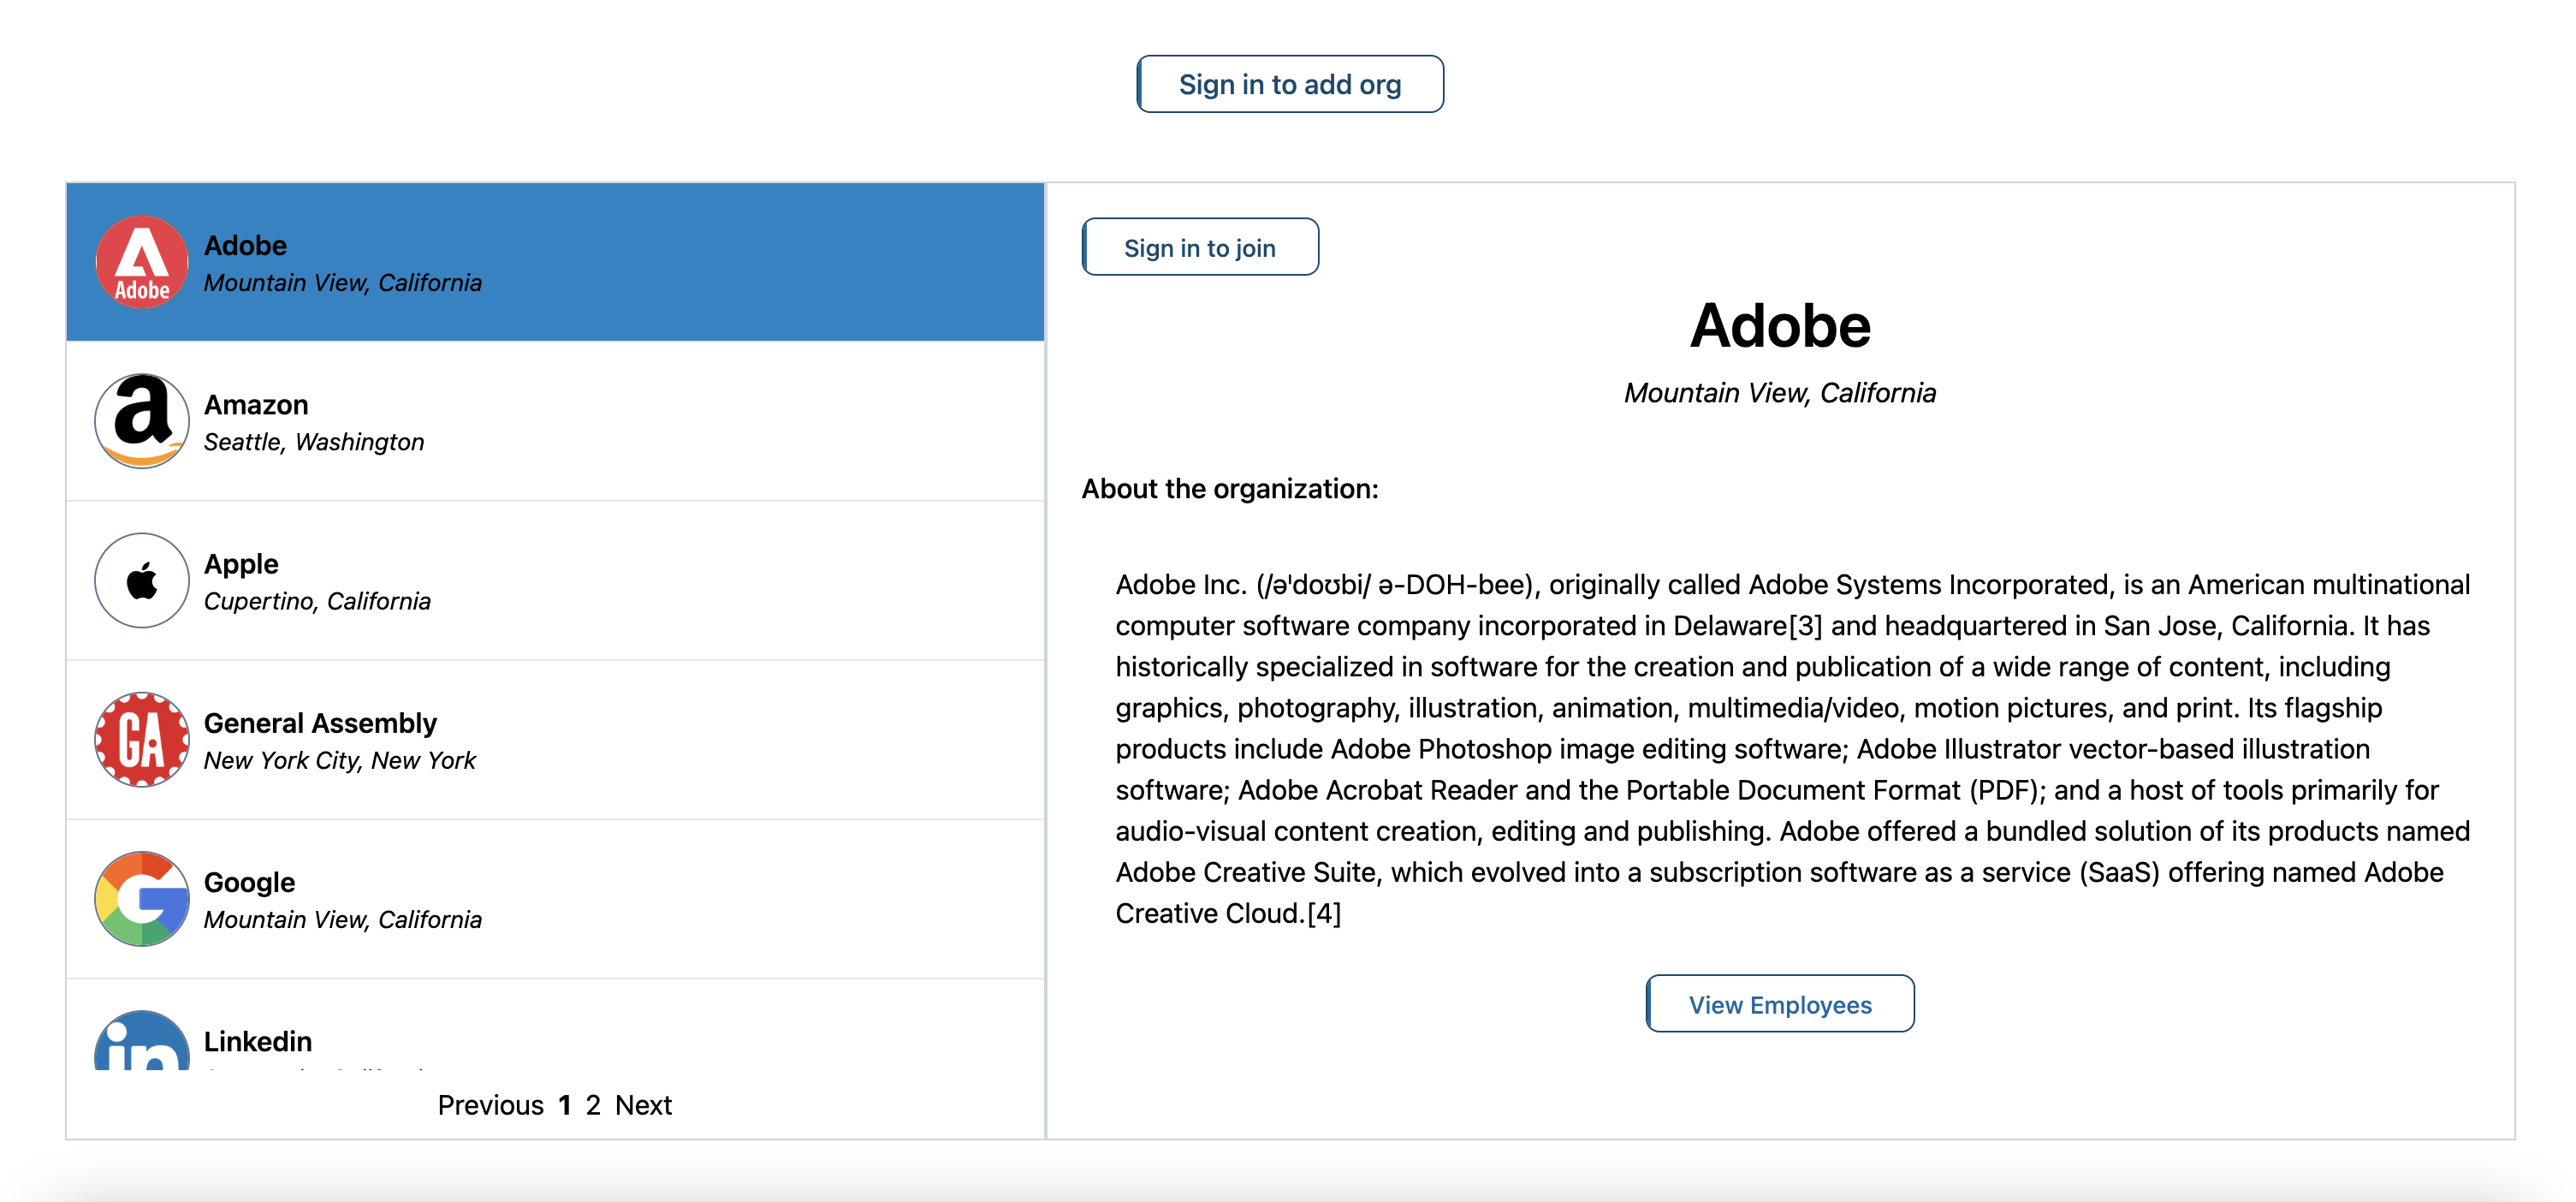 Sign in to add org
Adobe
Adobe
Mountain View, California
a
Amazon
Seattle, Washington
Apple
Cupertino, California
GA
General Assembly
New York City, New York
G
Google
Mountain View, California
in
Linkedin
Previous 1 2 Next
Sign in to join
Adobe
Mountain View, California
About the organization:
Adobe Inc. (/əˈdoʊbi/ ə-DOH-bee), originally called Adobe Systems Incorporated, is an American multinational
computer software company incorporated in Delaware[3] and headquartered in San Jose, California. It has
historically specialized in software for the creation and publication of a wide range of content, including
graphics, photography, illustration, animation, multimedia/video, motion pictures, and print. Its flagship
products include Adobe Photoshop image editing software; Adobe Illustrator vector-based illustration
software; Adobe Acrobat Reader and the Portable Document Format (PDF); and a host of tools primarily for
audio-visual content creation, editing and publishing. Adobe offered a bundled solution of its products named
Adobe Creative Suite, which evolved into a subscription software as a service (SaaS) offering named Adobe
Creative Cloud.[4]
View Employees